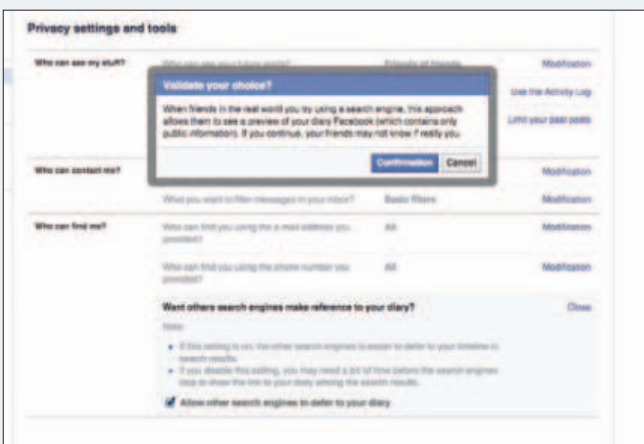 Privacy settings and tools
Who can see my stuff?
Who can see your future posts? Friends of friends Modification
Use the Activity Log
Limit your past posts
Validate your choice?
When friends in the real world you try using a search engine, this approach
allows them to see a preview of your diary Facebook (which contains only
public information). If you continue, your friends may not know if really you.
Confirmation Cancel
Who can contact me? Modification
What you want to filter messages in your inbox? Basic filters Modification
Who can find me? Who can find you using the e-mail address you All Modification
provided?
Who can find you using the phone number you All Modification
provided?
Want others search engines make reference to your diary? Close
Note:
If this setting is on, the other search engines is easier to defer to your timeline in
search results.
If you disable this setting, you may need a bit of time before the search engines
stop to show the link to your diary among the search results.
Allow other search engines to defer to your diary